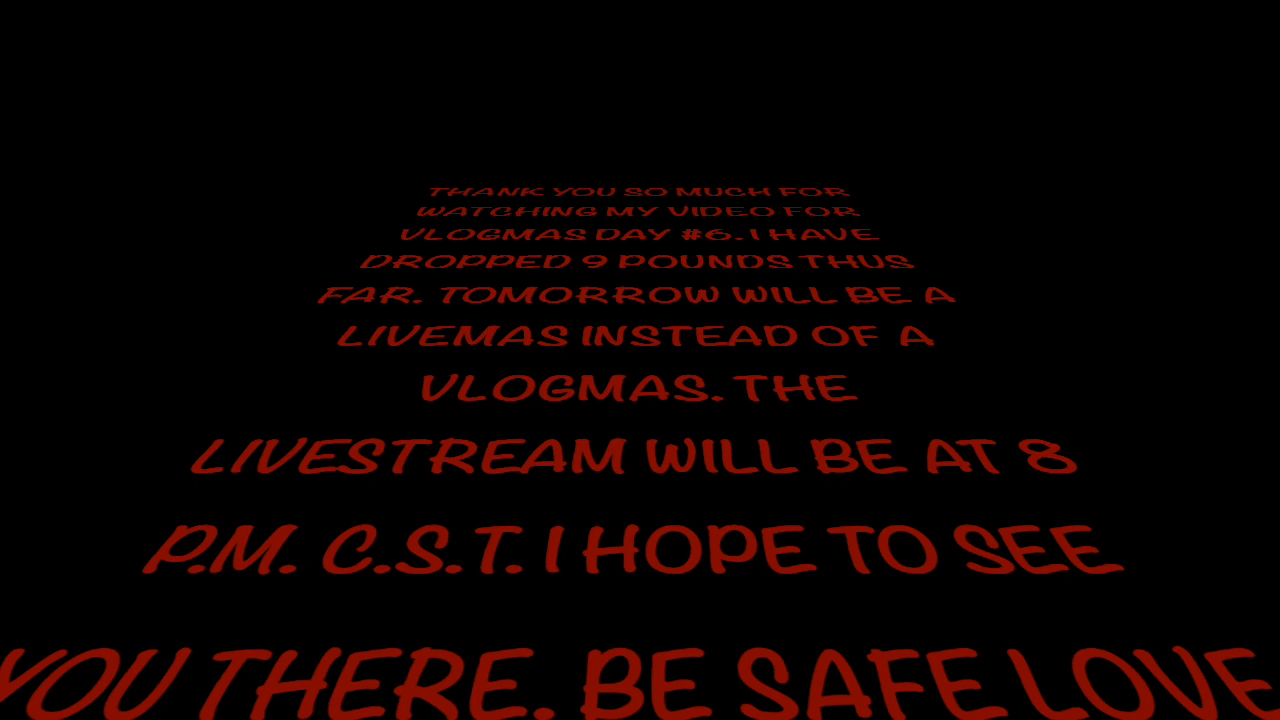 THANK YOU SO MUCH FOR
WATCHING MY VIDEO FOR
VLOGMAS DAY #6. I HAVE
DROPPED 9 POUNDS THUS
FAR. TOMORROW WILL BE A
LIVEMAS INSTEAD OF A
VLOGMAS. THE
LIVESTREAM WILL BE AT 8
P.M. C.S.T. I HOPE TO SEE
YOU THERE. BE SAFE LOVE